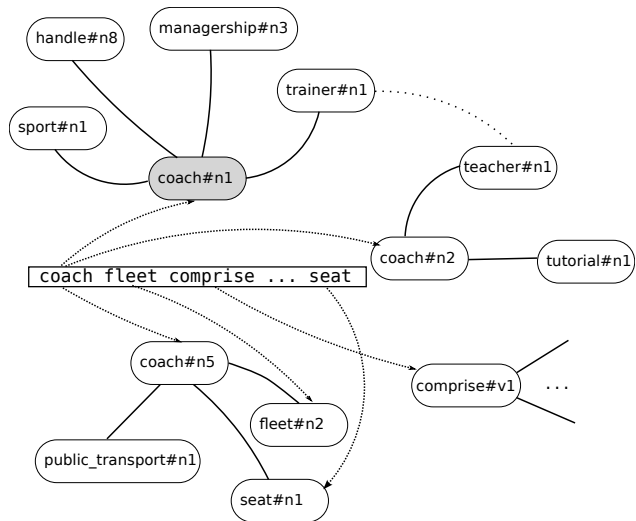 managership#n3
handle#n8
trainer#n1
sport#n1
teacher#n1
coach#n1
coach#n2
tutorial#n1
coach fleet comprise ... seat
coach#n5
comprise#v1
...
fleet#n2
public_transport#n1
seat#n1